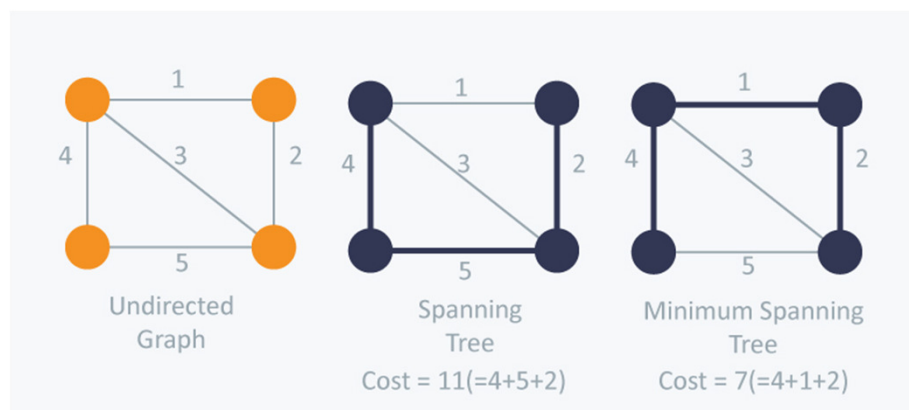 1
4
3
2
5
Undirected
Graph
1
4
3
2
5
Spanning
Tree
Cost = 11(=4+5+2)
1
4
3
2
5
Minimum Spanning
Tree
Cost = 7(=4+1+2)